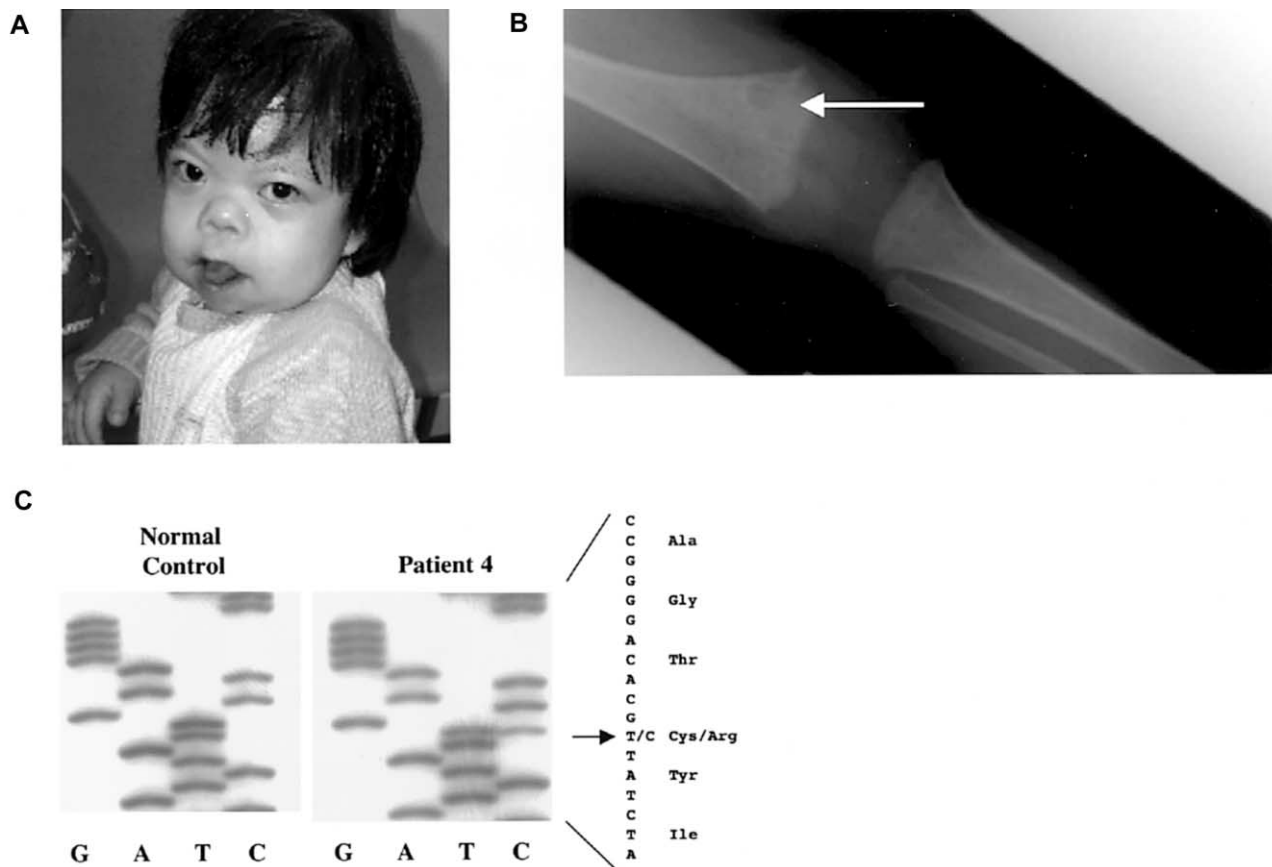 A
B
C
Normal
Control
Patient 4
G A T C
G A T C
C
C Ala
G
G
G Gly
G
A
C Thr
A
C
G
T/C Cys/Arg
T
A Tyr
T
C
T Ile
A